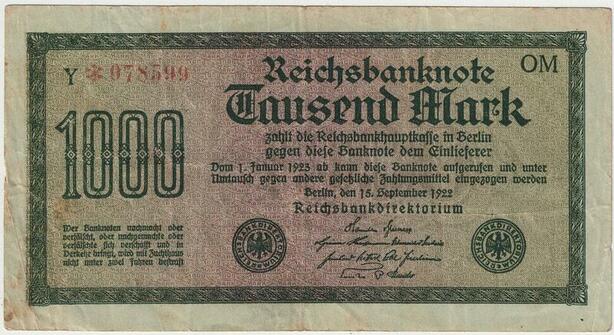 Y * 078599
OM
Reichsbanknote
Tausend Mark
zahlt die Reichsbankhauptkasse in Berlin
gegen diese Banknote dem Einlieferer
Vom 1. Januar 1923 ab kann diese Banknote aufgerufen und unter
Umtausch gegen andere gesetzliche Zahlungsmittel eingezogen werden
Berlin, den 15. September 1922
Reichsbankdirektorium
1000
Wer Banknoten nachmacht oder
verfälscht, oder nachgemachte oder
verfälschte sich verschafft und in
Verkehr bringt, wird mit Zuchthaus
nicht unter zwei Jahren bestraft
REICHSBANKDIREKTORIUM
REICHSBANKDIREKTORIUM